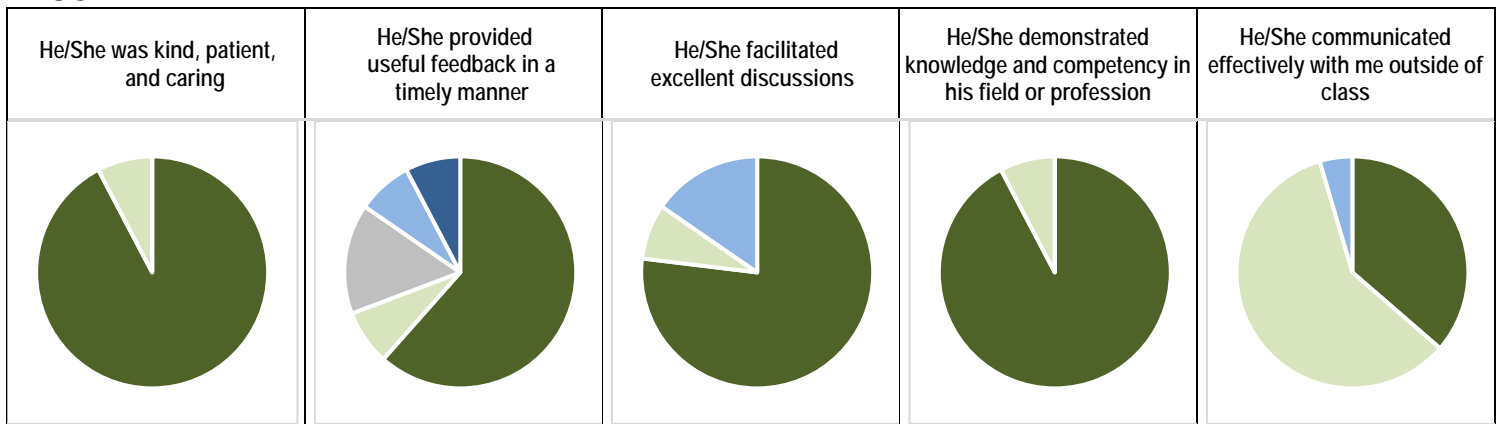 He/She was kind, patient,
and caring
He/She provided
useful feedback in a
timely manner
He/She facilitated
excellent discussions
He/She demonstrated
knowledge and competency in
his field or profession
He/She communicated
effectively with me outside of
class